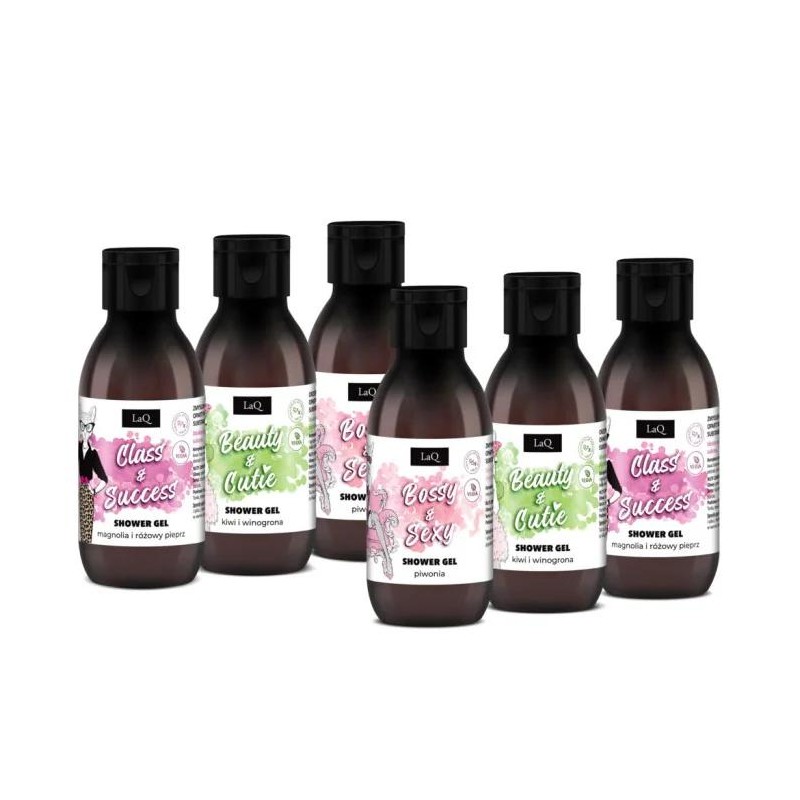 LaQ
Class
&
Success
SHOWER GEL
magnolia i różowy pieprz
LaQ
Beauty
&
Cutie
SHOWER GEL
kiwi i winogrona
LaQ
LaQ
Bossy
&
Sexy
SHOWER GEL
piwonia
LaQ
Beauty
&
Cutie
SHOWER GEL
kiwi i winogrona
LaQ
Class
&
Success
SHOWER GEL
magnolia i różowy pieprz